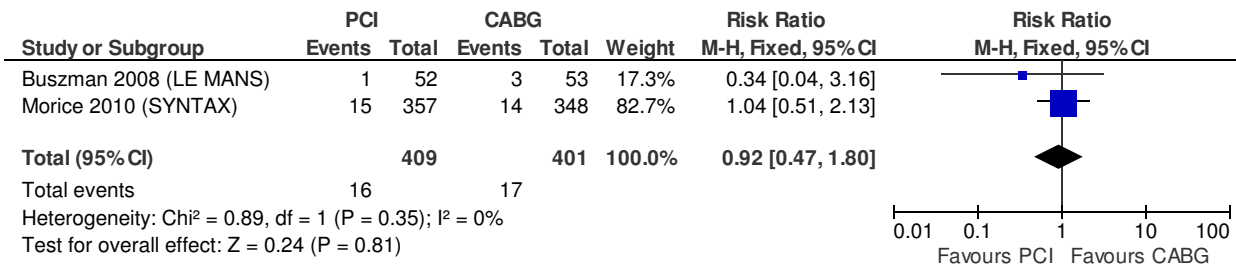 PCI CABG Risk Ratio Risk Ratio
Study or Subgroup Events Total Events Total Weight M-H, Fixed, 95% CI M-H, Fixed, 95% CI
Buszman 2008 (LE MANS) 1 52 3 53 17.3% 0.34 [0.04, 3.16]
Morice 2010 (SYNTAX) 15 357 14 348 82.7% 1.04 [0.51, 2.13]
Total (95% CI) 409 401 100.0% 0.92 [0.47, 1.80]
Total events 16 17
Heterogeneity: Chi² = 0.89, df = 1 (P = 0.35); I² = 0%
Test for overall effect: Z = 0.24 (P = 0.81)
0.01 0.1 1 10 100
Favours PCI Favours CABG